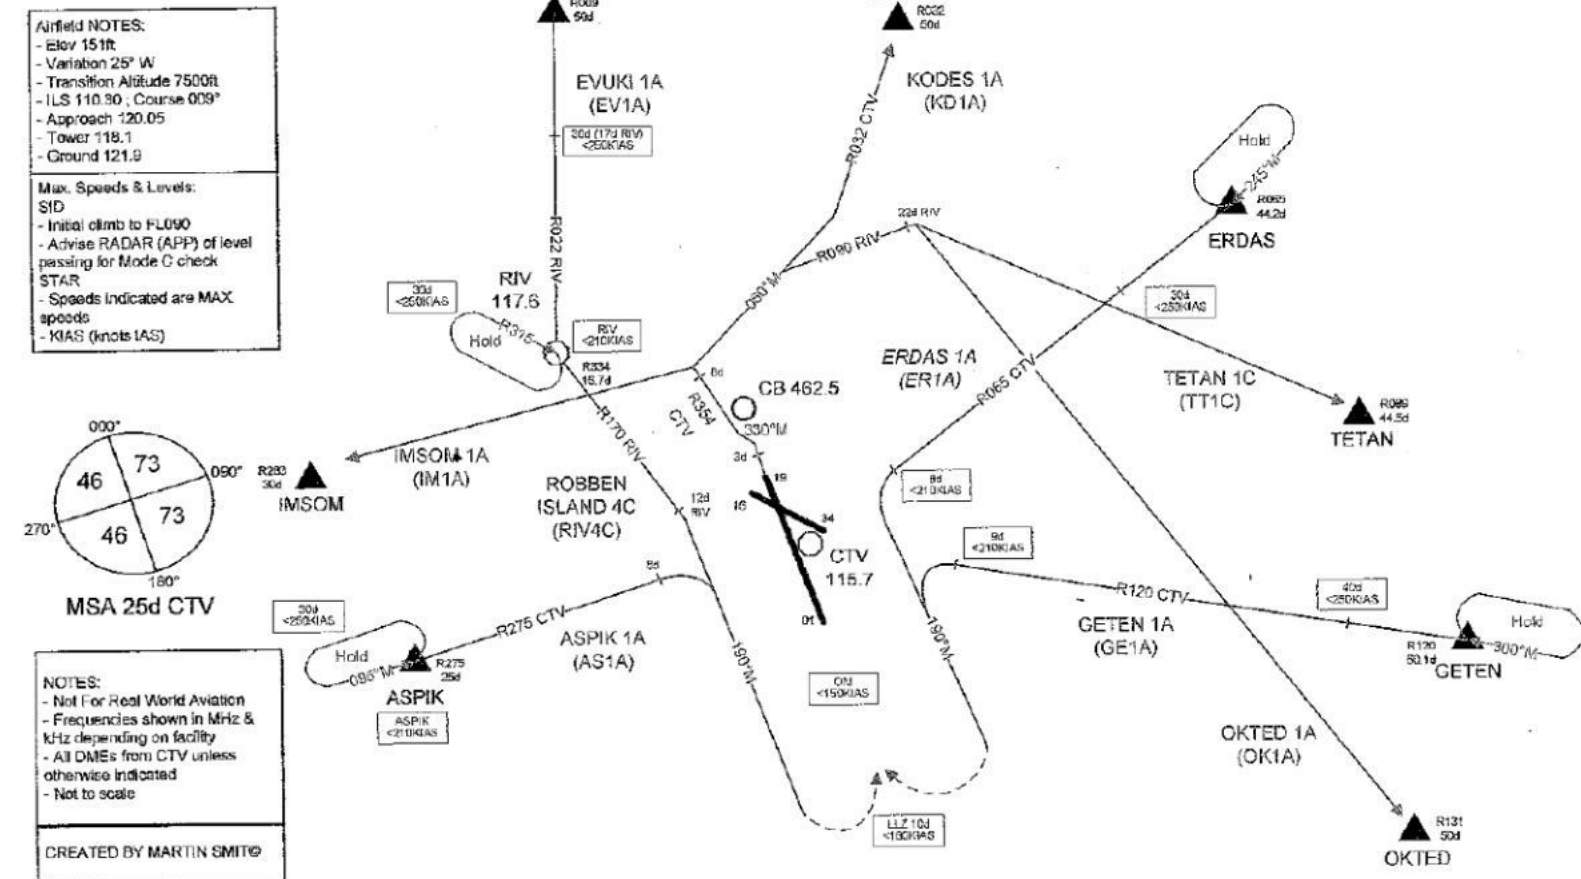 Airfield NOTES:
- Elev 151ft
- Variation 25° W
- Transition Altitude 7500ft
- ILS 110.30 ; Course 009°
- Approach 120.05
- Tower 118.1
- Ground 121.9
Max. Speeds & Levels:
SID
- Initial climb to FL090
- Advise RADAR (APP) of level
passing for Mode C check
STAR
- Speeds indicated are MAX
speeds
- KIAS (knots IAS)
000°
090°
180°
270°
46
73
46
73
MSA 25d CTV
NOTES:
- Not For Real World Aviation
- Frequencies shown in MHz &
kHz depending on facility
- All DMEs from CTV unless
otherwise indicated
- Not to scale
CREATED BY MARTIN SMIT©
50d
EVUKI 1A
(EV1A)
30d (17d RIV)
<250KIAS
R022 RIV
RIV
117.6
30d
<250KIAS
R315
Hold
RIV
<210KIAS
R334
15.7d
R170 RIV
12d
RIV
IMSOM 1A
(IM1A)
R283
30d
IMSOM
ROBBEN
ISLAND 4C
(RIV4C)
8d
R354
CTV
CB 462.5
330°M
3d
19
16
34
01
CTV
115.7
R032
50d
KODES 1A
(KD1A)
R032 CTV
050°M
R090 RIV
22d RIV
Hold
245°M
R065
44.2d
ERDAS
30d
<250KIAS
ERDAS 1A
(ER1A)
R065 CTV
TETAN 1C
(TT1C)
TETAN
8d
<210KIAS
9d
<210KIAS
R120 CTV
GETEN 1A
(GE1A)
40d
<250KIAS
Hold
300°M
R120
GETEN
190°M
OKTED 1A
(OK1A)
R131
50d
OKTED
30d
<250KIAS
Hold
R275
25d
ASPIK
ASPIK
<210KIAS
R275 CTV
ASPIK 1A
(AS1A)
8d
190°M
OM
<150KIAS
LLZ 10d